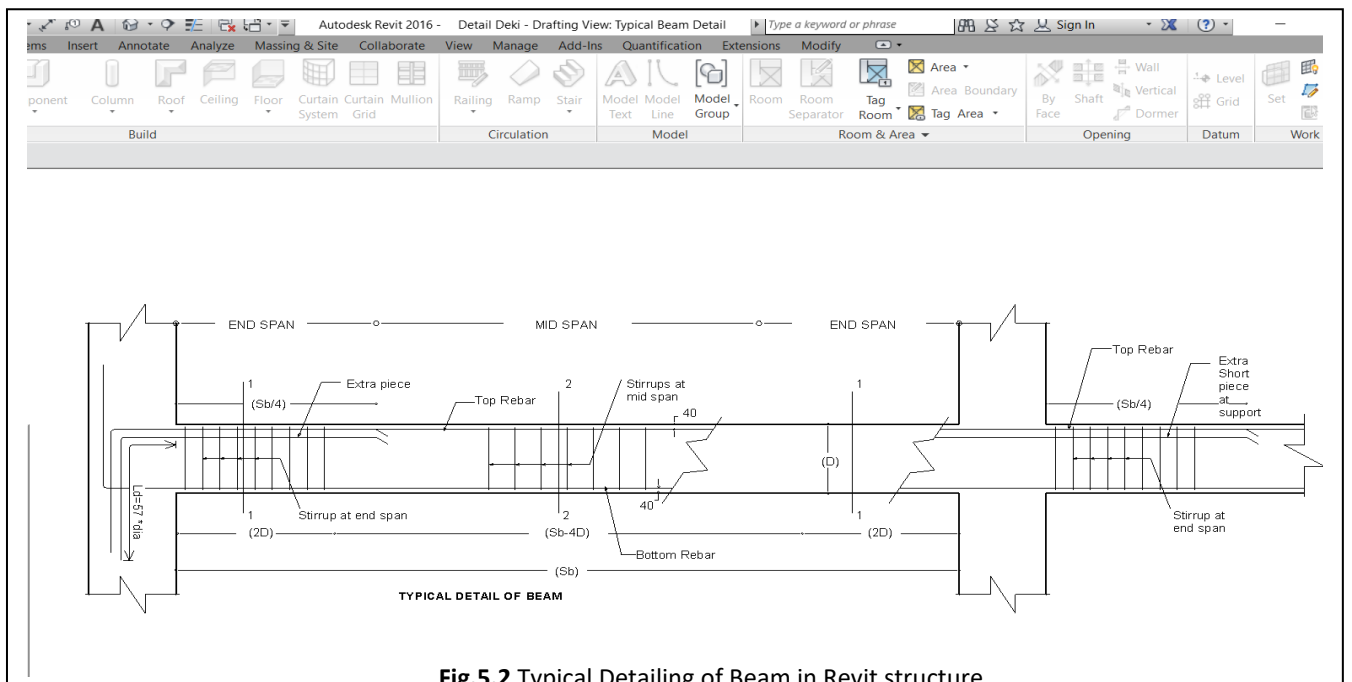 Autodesk Revit 2016 - Detail Deki - Drafting View: Typical Beam Detail Type a keyword or phrase Sign In
ems Insert Annotate Analyze Massing & Site Collaborate View Manage Add-Ins Quantification Extensions Modify
ponent Column Roof Ceiling Floor Curtain System Curtain Grid Mullion Railing Ramp Stair Model Text Model Line Model Group Room Room Separator Tag Room Area Area Boundary Tag Area By Face Shaft Wall Vertical Dormer Level Grid Set
Build Circulation Model Room & Area Opening Datum Work
END SPAN MID SPAN END SPAN
Top Rebar
Extra
Short
piece
at
support
1 Extra piece 2 Stirrups at 1
mid span
(Sb/4) Top Rebar 40 (Sb/4)
(D)
Ld=57*dia
40
1 Stirrup at end span 2 1 Stirrup at
end span
(2D) (Sb-4D) (2D)
Bottom Rebar
(Sb)
TYPICAL DETAIL OF BEAM
Fig 5.2 Typical Detailing of Beam in Revit structure